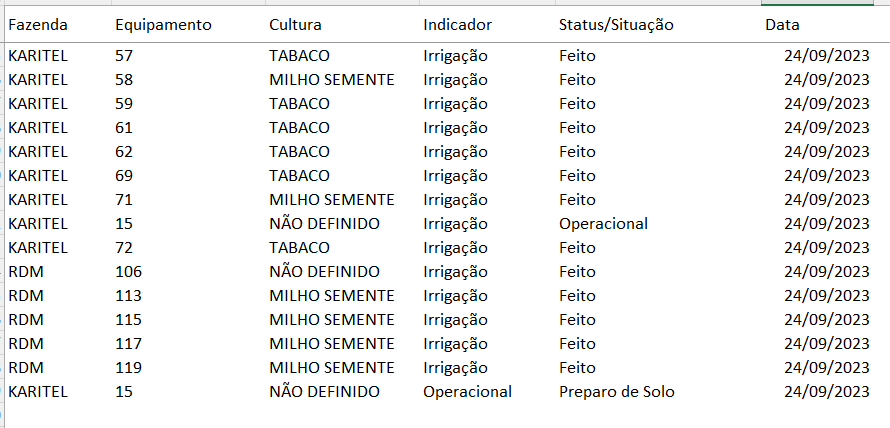 Fazenda Equipamento Cultura Indicador Status/Situação Data
KARITEL 57 TABACO Irrigação Feito 24/09/2023
KARITEL 58 MILHO SEMENTE Irrigação Feito 24/09/2023
KARITEL 59 TABACO Irrigação Feito 24/09/2023
KARITEL 61 TABACO Irrigação Feito 24/09/2023
KARITEL 62 TABACO Irrigação Feito 24/09/2023
KARITEL 69 TABACO Irrigação Feito 24/09/2023
KARITEL 71 MILHO SEMENTE Irrigação Feito 24/09/2023
KARITEL 15 NÃO DEFINIDO Irrigação Operacional 24/09/2023
KARITEL 72 TABACO Irrigação Feito 24/09/2023
RDM 106 NÃO DEFINIDO Irrigação Feito 24/09/2023
RDM 113 MILHO SEMENTE Irrigação Feito 24/09/2023
RDM 115 MILHO SEMENTE Irrigação Feito 24/09/2023
RDM 117 MILHO SEMENTE Irrigação Feito 24/09/2023
RDM 119 MILHO SEMENTE Irrigação Feito 24/09/2023
KARITEL 15 NÃO DEFINIDO Operacional Preparo de Solo 24/09/2023